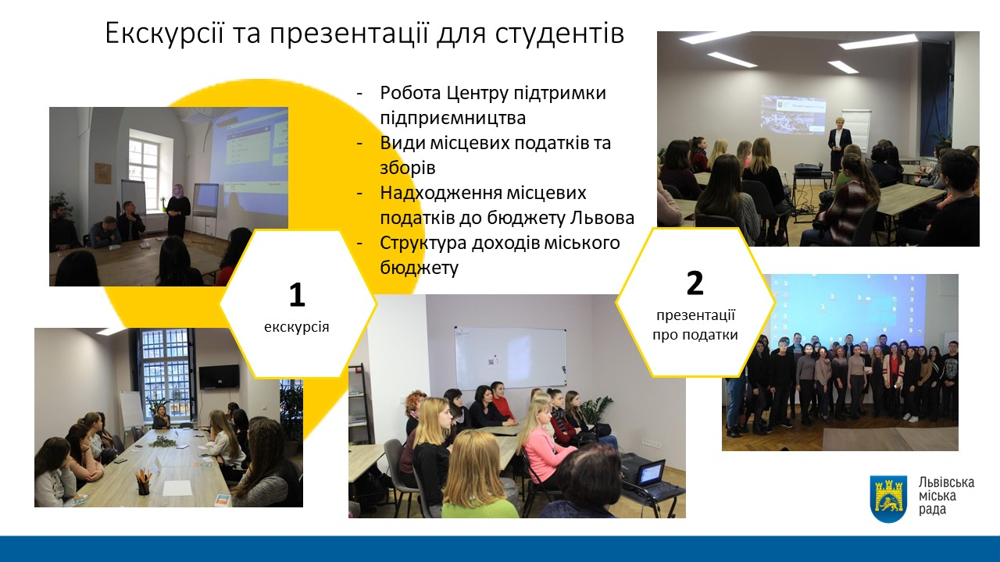 Екскурсії та презентації для студентів
- Робота Центру підтримки
підприємництва
- Види місцевих податків та
зборів
- Надходження місцевих
податків до бюджету Львова
- Структура доходів міського
бюджету
1
екскурсія
2
презентації
про податки
Львівська
міська
рада